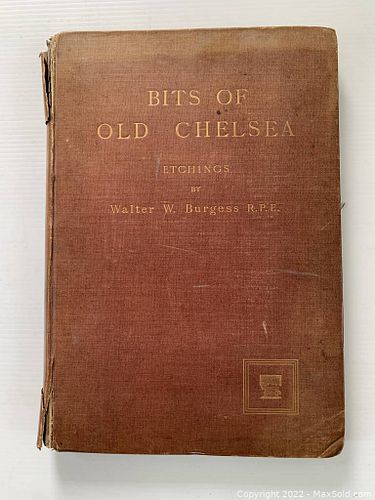 BITS OF
OLD CHELSEA
ETCHINGS
BY
Walter W. Burgess R.P.E.
Copyright 2022 - MaxSold.com